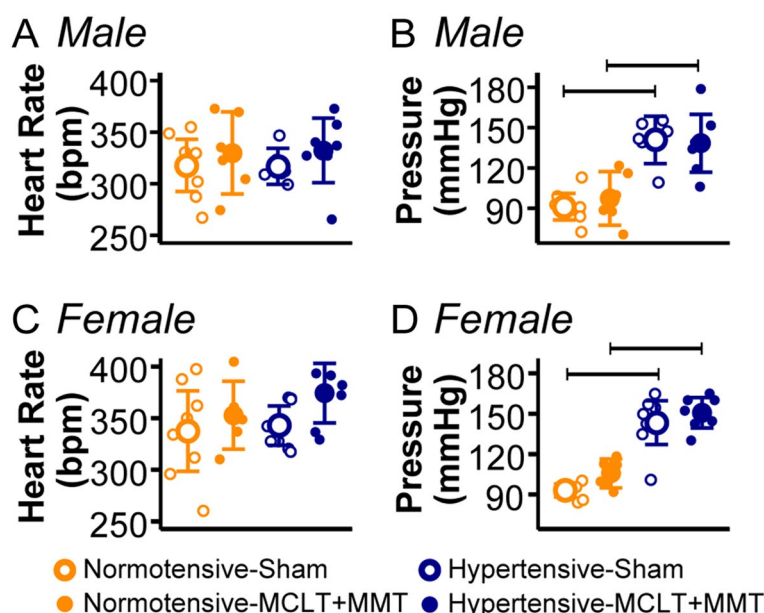 A Male
Heart Rate
(bpm)
400
350
300
250
B Male
Pressure
(mmHg)
180
150
120
90
C Female
Heart Rate
(bpm)
400
350
300
250
D Female
Pressure
(mmHg)
180
150
120
90
Normotensive-Sham
Hypertensive-Sham
Normotensive-MCLT+MMT
Hypertensive-MCLT+MMT